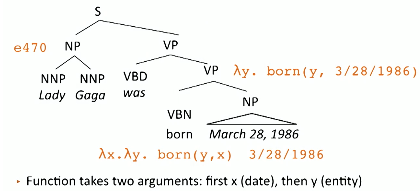 S
e470 NP VP
NNP NNP VBD VP λy. born(y, 3/28/1986)
Lady Gaga was
VBN NP
born March 28, 1986
λx.λy. born(y,x) 3/28/1986
‣ Function takes two arguments: first x (date), then y (entity)